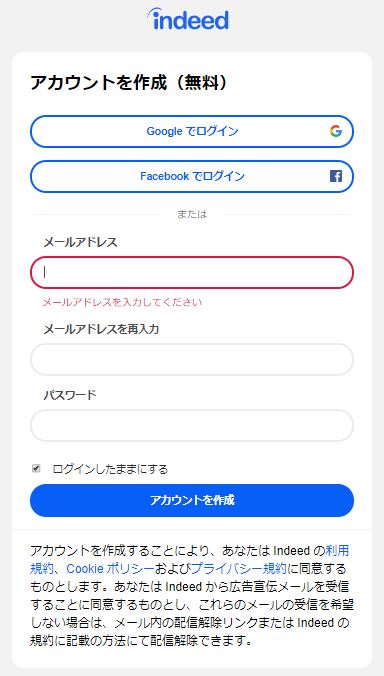 indeed
アカウントを作成（無料）
Google でログイン
Facebook でログイン
または
メールアドレス
メールアドレスを入力してください
メールアドレスを再入力
パスワード
ログインしたままにする
アカウントを作成
アカウントを作成することにより、あなたは Indeed の利用
規約、Cookie ポリシーおよびプライバシー規約に同意する
ものとします。あなたは Indeed から広告宣伝メールを受信
することに同意するものとし、これらのメールの受信を希望
しない場合は、メール内の配信解除リンクまたは Indeed の
規約に記載の方法にて配信解除できます。